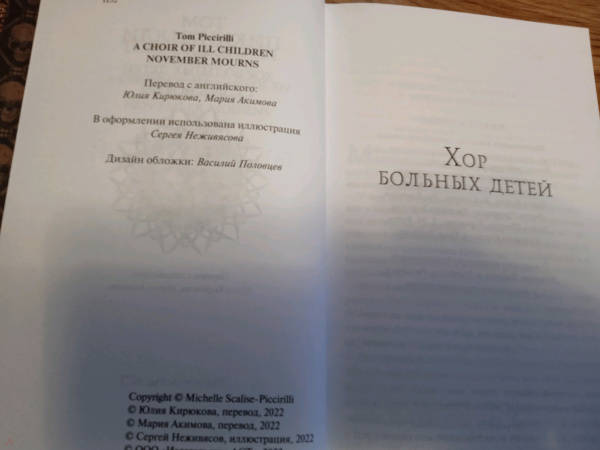 Tom Piccirilli
A CHOIR OF ILL CHILDREN
NOVEMBER MOURNS
Перевод с английского:
Юлия Кирюкова, Мария Акимова
В оформлении использована иллюстрация
Сергея Неживясова
Дизайн обложки: Василий Половцев
Copyright © Michelle Scalise-Piccirilli
© Юлия Кирюкова, перевод, 2022
© Мария Акимова, перевод, 2022
© Сергей Неживясов, иллюстрация, 2022
Хор
больных детей